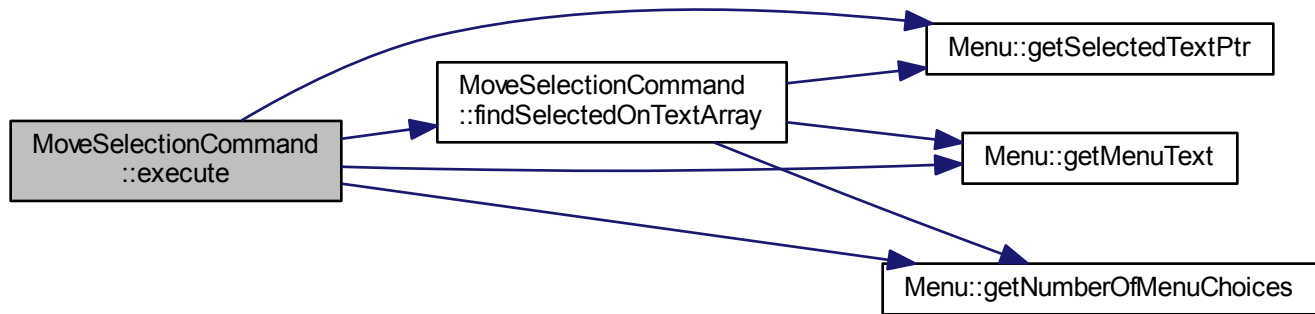 MoveSelectionCommand
::execute
MoveSelectionCommand
::findSelectedOnTextArray
Menu::getSelectedTextPtr
Menu::getMenuText
Menu::getNumberOfMenuChoices